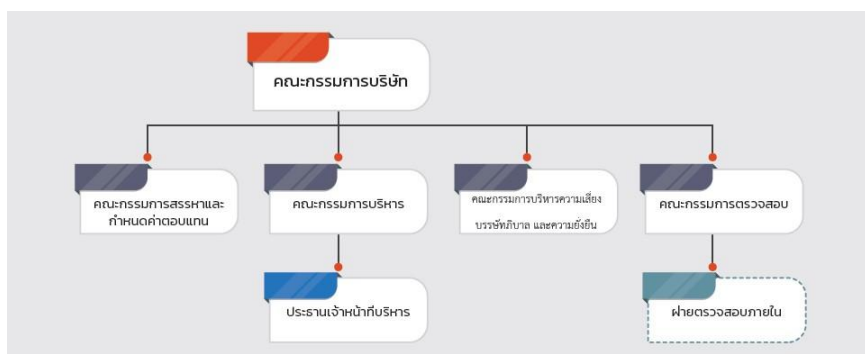 คณะกรรมการบริษัท
คณะกรรมการสรรหาและ
กำหนดค่าตอบแทน
คณะกรรมการบริหาร
คณะกรรมการบริหารความเสี่ยง
บรรษัทภิบาล และความยั่งยืน
คณะกรรมการตรวจสอบ
ประธานเจ้าหน้าที่บริหาร
ฝ่ายตรวจสอบภายใน